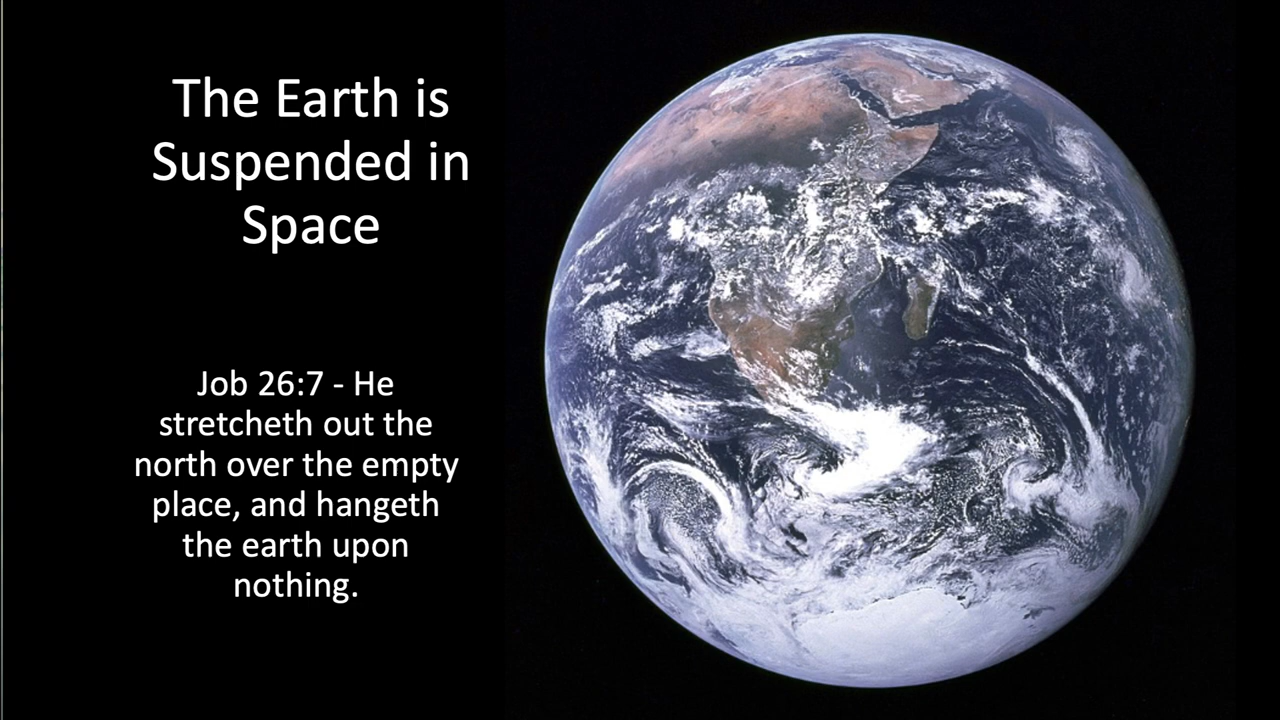 The Earth is
Suspended in
Space
Job 26:7 - He
stretcheth out the
north over the empty
place, and hangeth
the earth upon
nothing.